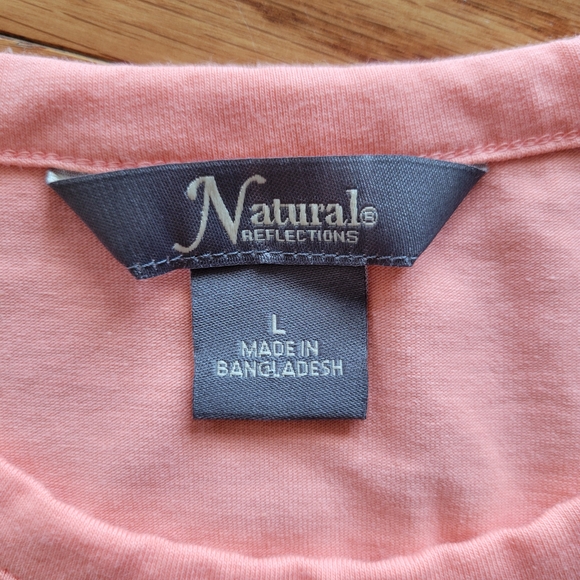 Natural®
REFLECTIONS
L
MADE IN
BANGLADESH